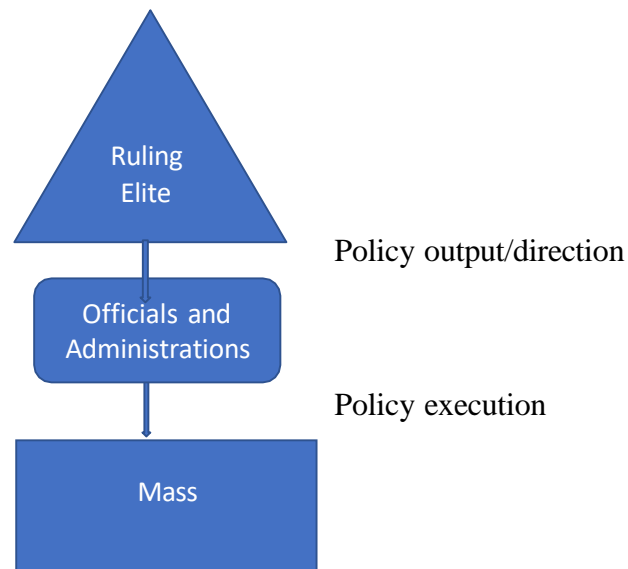 Ruling
Elite
Policy output/direction
Officials and
Administrations
Policy execution
Mass